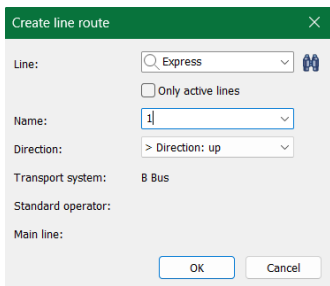 Create line route
Line: Express
Only active lines
Name: 1
Direction: > Direction: up
Transport system: B Bus
Standard operator:
Main line:
OK Cancel